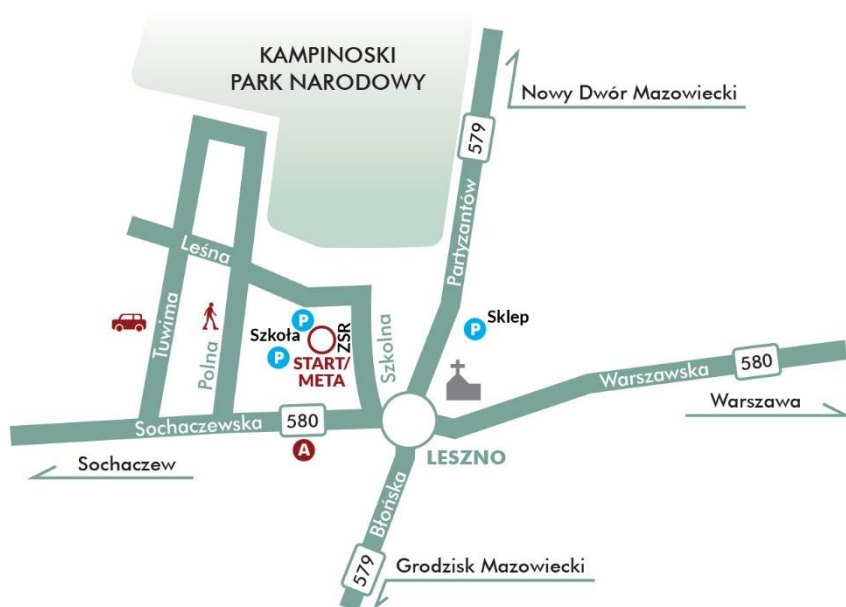 KAMPINOSKI
PARK NARODOWY
Nowy Dwór Mazowiecki
579
Partyzantów
Leśna
Tuwima
Polna
P
Szkoła
P
START/
META
ZSR
Szkolna
P
Sklep
Warszawska
580
Warszawa
Sochaczewska
580
A
Sochaczew
LESZNO
Błońska
579
Grodzisk Mazowiecki